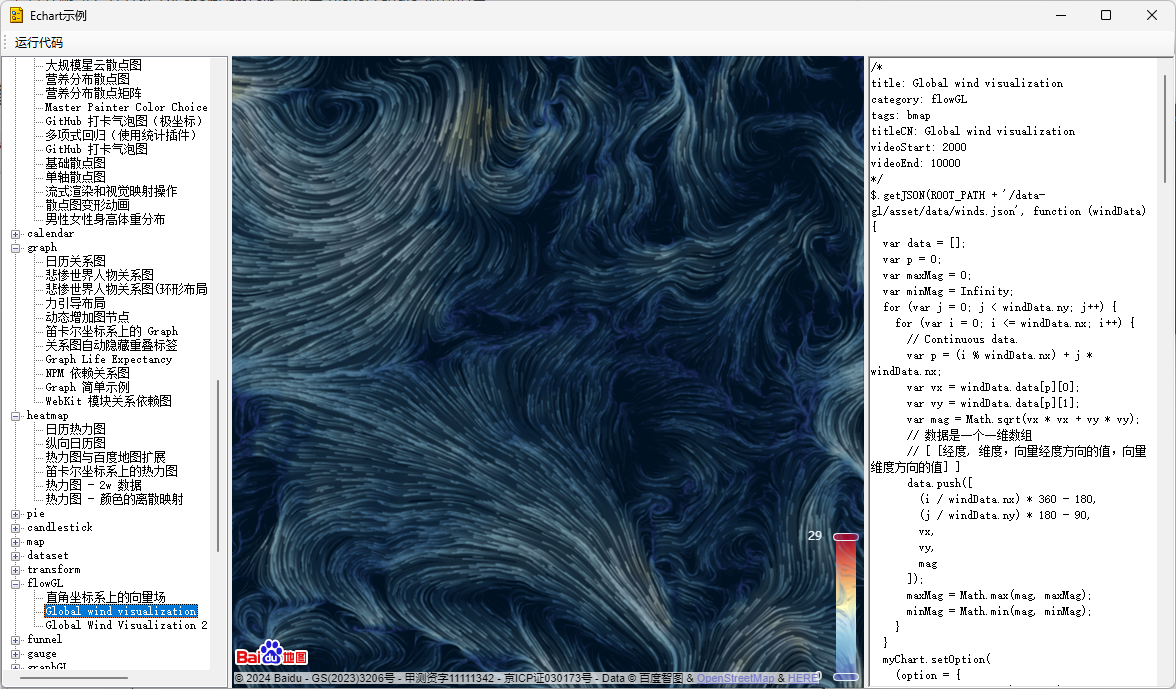 Echart示例
运行代码
大规模星云散点图
营养分布散点图
营养分布散点矩阵
Master Painter Color Choice
GitHub 打卡气泡图（极坐标）
多项式回归（使用统计插件）
GitHub 打卡气泡图
基础散点图
单轴散点图
流式渲染和视觉映射操作
散点图变形动画
男性女性身高体重分布
calendar
graph
日历关系图
悲惨世界人物关系图
悲惨世界人物关系图(环形布局
力引导布局
动态增加图节点
笛卡尔坐标系上的 Graph
关系图自动隐藏重叠标签
Graph Life Expectancy
NPM 依赖关系图
Graph 简单示例
WebKit 模块关系依赖图
heatmap
日历热力图
纵向日历图
热力图与百度地图扩展
笛卡尔坐标系上的热力图
热力图 - 2w 数据
热力图 - 颜色的离散映射
pie
candlestick
map
dataset
transform
flowGL
直角坐标系上的向量场
Global wind visualization
Global Wind Visualization 2
funnel
gauge
graphGL
29
0
Bai du 地图
© 2024 Baidu - GS(2023)3206号 - 甲测资字11111342 - 京ICP证030173号 - Data © 百度智图 & OpenStreetMap & HERE
/*
title: Global wind visualization
category: flowGL
tags: bmap
titleCN: Global wind visualization
videoStart: 2000
videoEnd: 10000
*/
$.getJSON(ROOT_PATH + '/data-
gl/asset/data/winds.json', function (windData)
{
var data = [];
var p = 0;
var maxMag = 0;
var minMag = Infinity;
for (var j = 0; j < windData.ny; j++) {
for (var i = 0; i <= windData.nx; i++) {
// Continuous data.
var p = (i % windData.nx) + j *
windData.nx;
var vx = windData.data[p][0];
var vy = windData.data[p][1];
var mag = Math.sqrt(vx * vx + vy * vy);
// 数据是一个一维数组
// [ [经度, 维度，向量经度方向的值，向量
维度方向的值] ]
data.push([
(i / windData.nx) * 360 - 180,
(j / windData.ny) * 180 - 90,
vx,
vy,
mag
]);
maxMag = Math.max(mag, maxMag);
minMag = Math.min(mag, minMag);
}
}
myChart.setOption(
(option = {